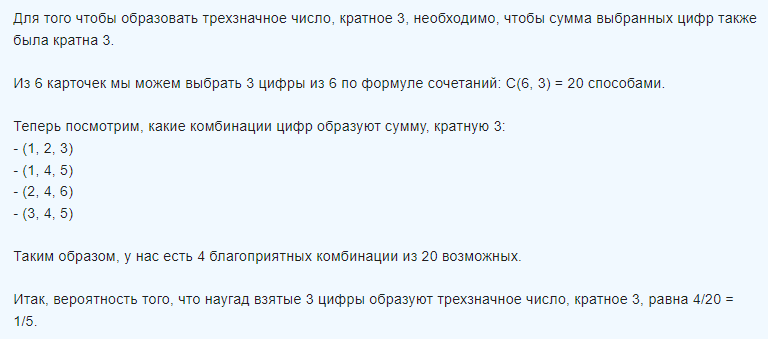 Для того чтобы образовать трехзначное число, кратное 3, необходимо, чтобы сумма выбранных цифр также
была кратна 3.
Из 6 карточек мы можем выбрать 3 цифры из 6 по формуле сочетаний: C(6, 3) = 20 способами.
Теперь посмотрим, какие комбинации цифр образуют сумму, кратную 3:
- (1, 2, 3)
- (1, 4, 5)
- (2, 4, 6)
- (3, 4, 5)
Таким образом, у нас есть 4 благоприятных комбинации из 20 возможных.
Итак, вероятность того, что наугад взятые 3 цифры образуют трехзначное число, кратное 3, равна 4/20 =
1/5.